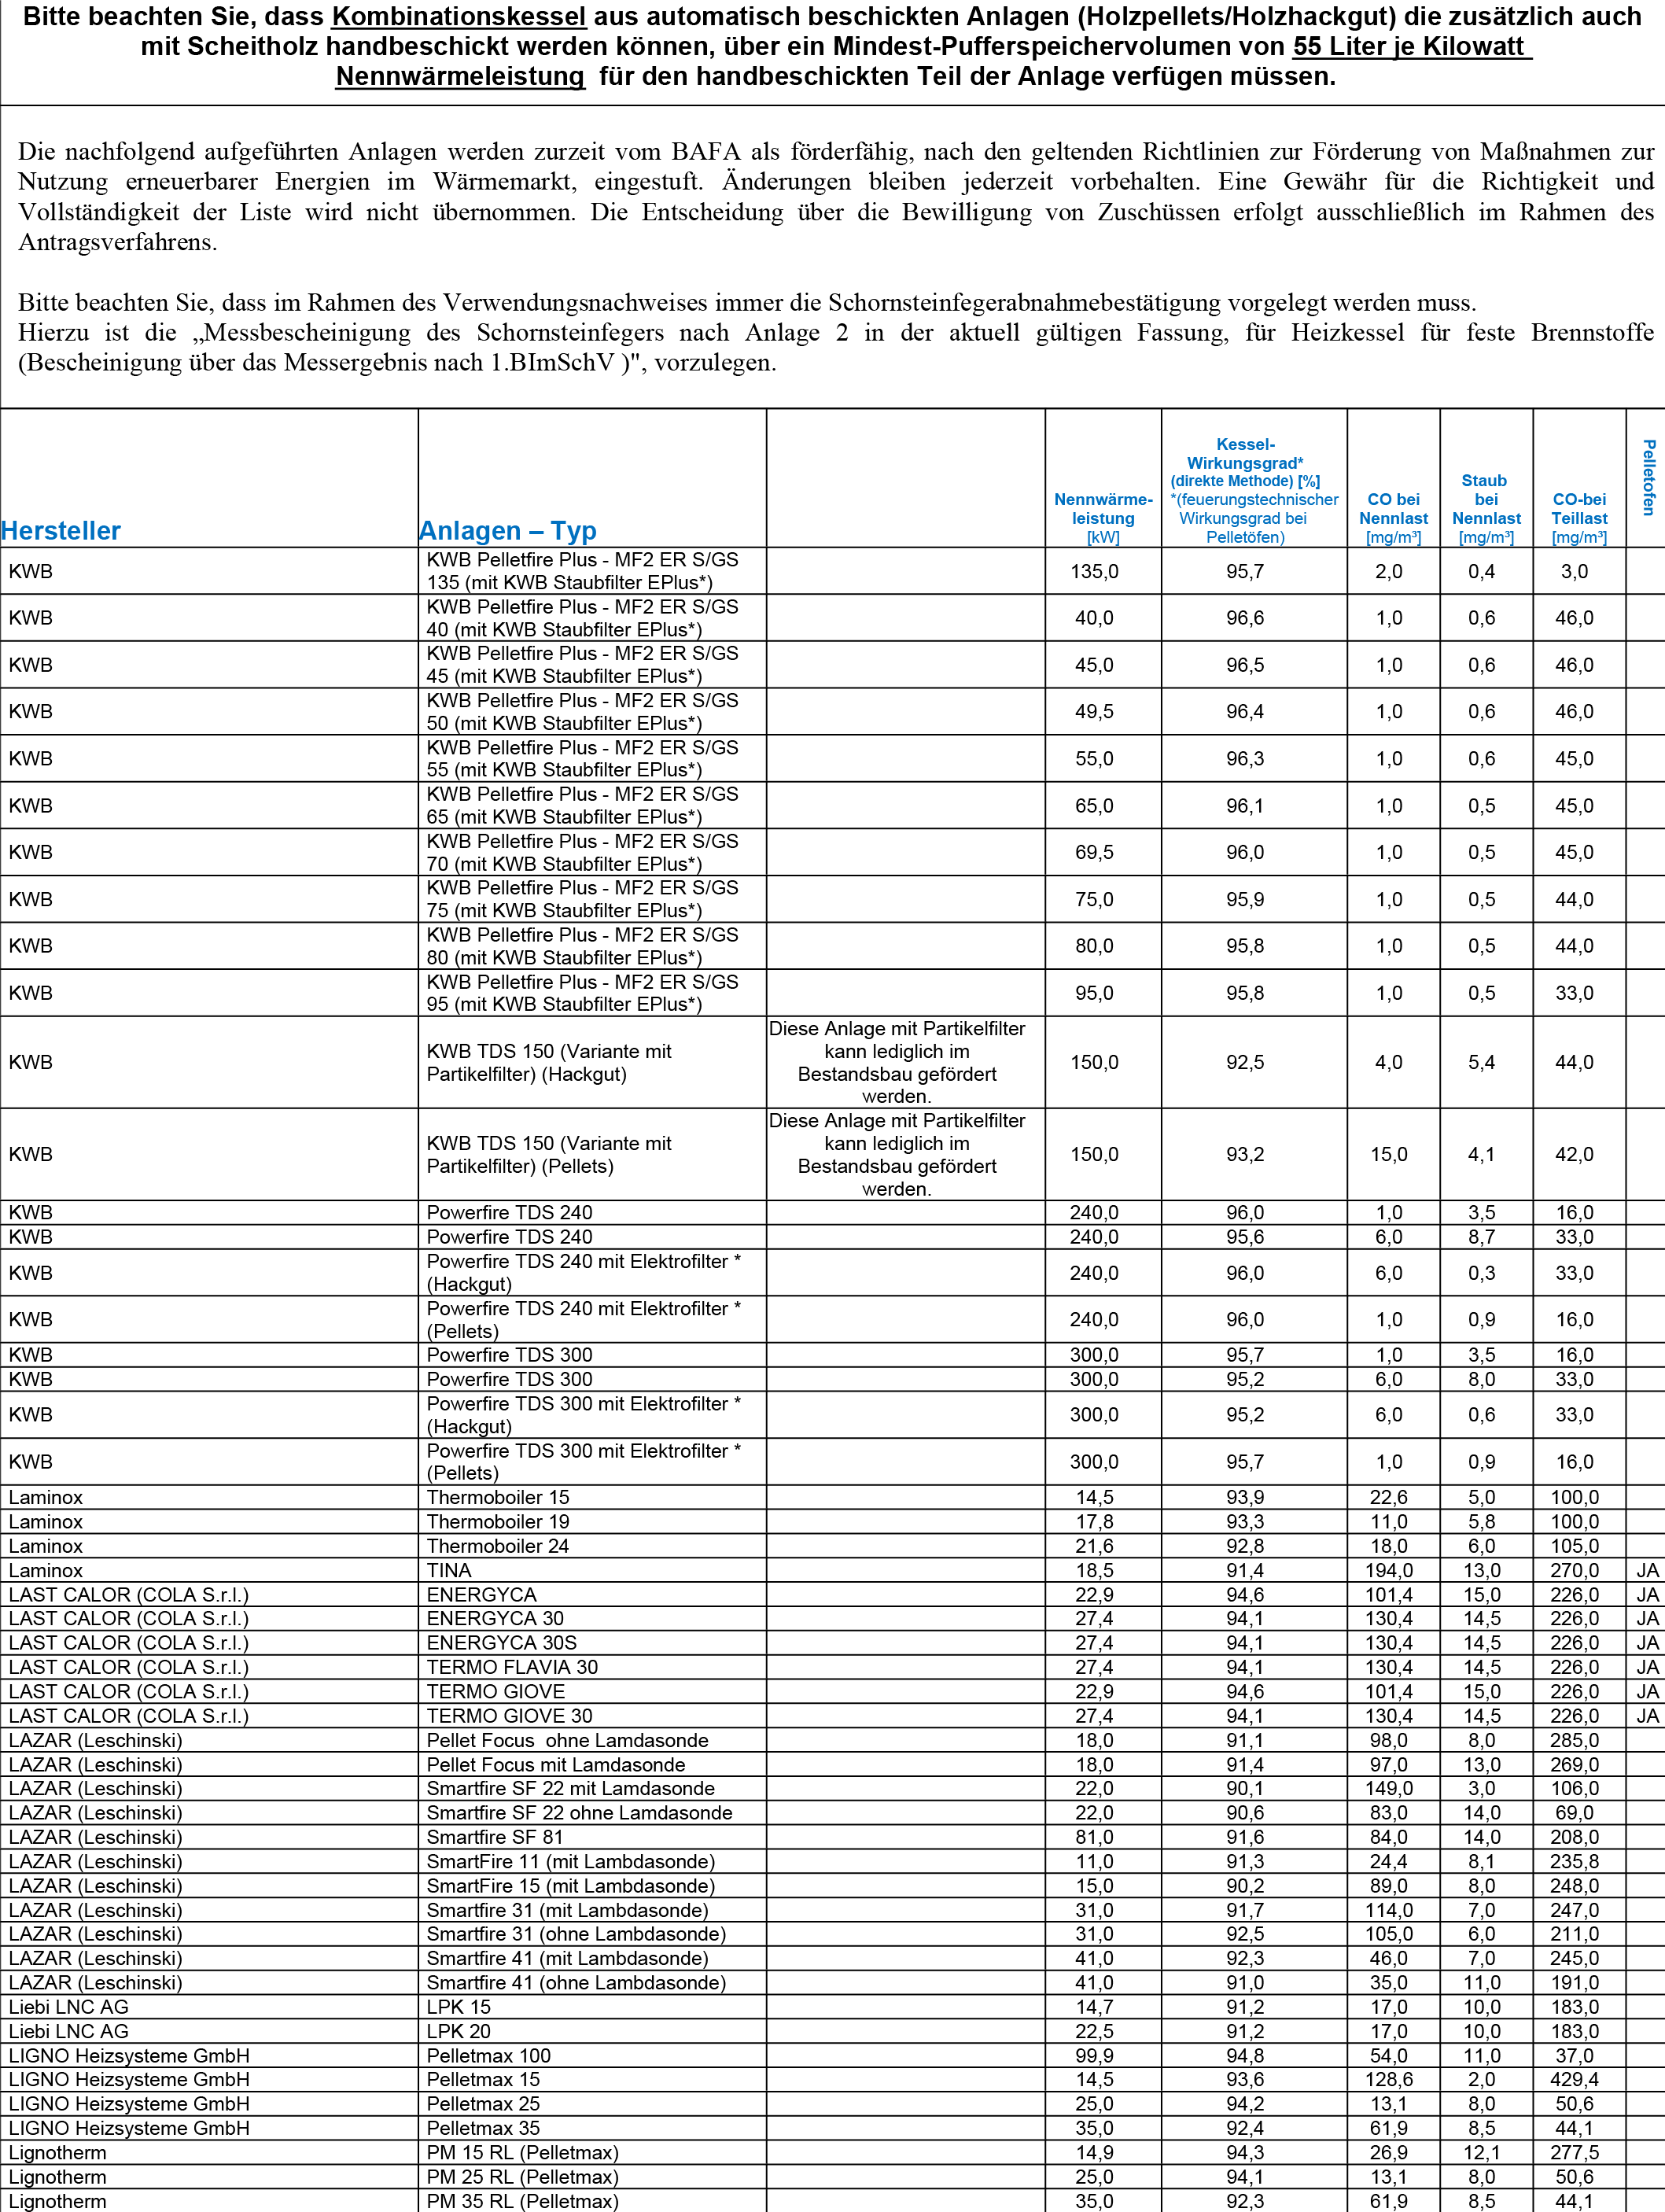 Bitte beachten Sie, dass Kombinationskessel aus automatisch beschickten Anlagen (Holzpellets/Holzhackgut) die zusätzlich auch
mit Scheitholz handbeschickt werden können, über ein Mindest-Pufferspeichervolumen von 55 Liter je Kilowatt
Nennwärmeleistung für den handbeschickten Teil der Anlage verfügen müssen.
Die nachfolgend aufgeführten Anlagen werden zurzeit vom BAFA als förderfähig, nach den geltenden Richtlinien zur Förderung von Maßnahmen zur
Nutzung erneuerbarer Energien im Wärmemarkt, eingestuft. Änderungen bleiben jederzeit vorbehalten. Eine Gewähr für die Richtigkeit und
Vollständigkeit der Liste wird nicht übernommen. Die Entscheidung über die Bewilligung von Zuschüssen erfolgt ausschließlich im Rahmen des
Antragsverfahrens.
Bitte beachten Sie, dass im Rahmen des Verwendungsnachweises immer die Schornsteinfegerabnahmebestätigung vorgelegt werden muss.
Hierzu ist die „Messbescheinigung des Schornsteinfegers nach Anlage 2 in der aktuell gültigen Fassung, für Heizkessel für feste Brennstoffe
(Bescheinigung über das Messergebnis nach 1.BImSchV )", vorzulegen.
Hersteller
Anlagen – Typ
Nennwärme-
leistung
[kW]
Kessel-
Wirkungsgrad*
(direkte Methode) [%]
*(feuerungstechnischer
Wirkungsgrad bei
Pelletöfen)
CO bei
Nennlast
[mg/m³]
Staub
bei
Nennlast
[mg/m³]
CO-bei
Teillast
[mg/m³]
Pelletofen
KWB KWB Pelletfire Plus - MF2 ER S/GS
135 (mit KWB Staubfilter EPlus*) 135,0 95,7 2,0 0,4 3,0
KWB KWB Pelletfire Plus - MF2 ER S/GS
40 (mit KWB Staubfilter EPlus*) 40,0 96,6 1,0 0,6 46,0
KWB KWB Pelletfire Plus - MF2 ER S/GS
45 (mit KWB Staubfilter EPlus*) 45,0 96,5 1,0 0,6 46,0
KWB KWB Pelletfire Plus - MF2 ER S/GS
50 (mit KWB Staubfilter EPlus*) 49,5 96,4 1,0 0,6 46,0
KWB KWB Pelletfire Plus - MF2 ER S/GS
55 (mit KWB Staubfilter EPlus*) 55,0 96,3 1,0 0,6 45,0
KWB KWB Pelletfire Plus - MF2 ER S/GS
65 (mit KWB Staubfilter EPlus*) 65,0 96,1 1,0 0,5 45,0
KWB KWB Pelletfire Plus - MF2 ER S/GS
70 (mit KWB Staubfilter EPlus*) 69,5 96,0 1,0 0,5 45,0
KWB KWB Pelletfire Plus - MF2 ER S/GS
75 (mit KWB Staubfilter EPlus*) 75,0 95,9 1,0 0,5 44,0
KWB KWB Pelletfire Plus - MF2 ER S/GS
80 (mit KWB Staubfilter EPlus*) 80,0 95,8 1,0 0,5 44,0
KWB KWB Pelletfire Plus - MF2 ER S/GS
95 (mit KWB Staubfilter EPlus*) 95,0 95,8 1,0 0,5 33,0
KWB KWB TDS 150 (Variante mit
Partikelfilter) (Hackgut)
Diese Anlage mit Partikelfilter
kann lediglich im
Bestandsbau gefördert
werden.
150,0 92,5 4,0 5,4 44,0
KWB KWB TDS 150 (Variante mit
Partikelfilter) (Pellets)
Diese Anlage mit Partikelfilter
kann lediglich im
Bestandsbau gefördert
werden.
150,0 93,2 15,0 4,1 42,0
KWB Powerfire TDS 240 240,0 96,0 1,0 3,5 16,0
KWB Powerfire TDS 240 240,0 95,6 6,0 8,7 33,0
KWB Powerfire TDS 240 mit Elektrofilter *
(Hackgut) 240,0 96,0 6,0 0,3 33,0
KWB Powerfire TDS 240 mit Elektrofilter *
(Pellets) 240,0 96,0 1,0 0,9 16,0
KWB Powerfire TDS 300 300,0 95,7 1,0 3,5 16,0
KWB Powerfire TDS 300 300,0 95,2 6,0 8,0 33,0
KWB Powerfire TDS 300 mit Elektrofilter *
(Hackgut) 300,0 95,2 6,0 0,6 33,0
KWB Powerfire TDS 300 mit Elektrofilter *
(Pellets) 300,0 95,7 1,0 0,9 16,0
Laminox Thermoboiler 15 14,5 93,9 22,6 5,0 100,0
Laminox Thermoboiler 19 17,8 93,3 11,0 5,8 100,0
Laminox Thermoboiler 24 21,6 92,8 18,0 6,0 105,0
Laminox TINA 18,5 91,4 194,0 13,0 270,0 JA
LAST CALOR (COLA S.r.l.) ENERGYCA 22,9 94,6 101,4 15,0 226,0 JA
LAST CALOR (COLA S.r.l.) ENERGYCA 30 27,4 94,1 130,4 14,5 226,0 JA
LAST CALOR (COLA S.r.l.) ENERGYCA 30S 27,4 94,1 130,4 14,5 226,0 JA
LAST CALOR (COLA S.r.l.) TERMO FLAVIA 30 27,4 94,1 130,4 14,5 226,0 JA
LAST CALOR (COLA S.r.l.) TERMO GIOVE 22,9 94,6 101,4 15,0 226,0 JA
LAST CALOR (COLA S.r.l.) TERMO GIOVE 30 27,4 94,1 130,4 14,5 226,0 JA
LAZAR (Leschinski) Pellet Focus ohne Lamdasonde 18,0 91,1 98,0 8,0 285,0
LAZAR (Leschinski) Pellet Focus mit Lamdasonde 18,0 91,4 97,0 13,0 269,0
LAZAR (Leschinski) Smartfire SF 22 mit Lamdasonde 22,0 90,1 149,0 3,0 106,0
LAZAR (Leschinski) Smartfire SF 22 ohne Lamdasonde 22,0 90,6 83,0 14,0 69,0
LAZAR (Leschinski) Smartfire SF 81 81,0 91,6 84,0 14,0 208,0
LAZAR (Leschinski) SmartFire 11 (mit Lambdasonde) 11,0 91,3 24,4 8,1 235,8
LAZAR (Leschinski) SmartFire 15 (mit Lambdasonde) 15,0 90,2 89,0 8,0 248,0
LAZAR (Leschinski) Smartfire 31 (mit Lambdasonde) 31,0 91,7 114,0 7,0 247,0
LAZAR (Leschinski) Smartfire 31 (ohne Lambdasonde) 31,0 92,5 105,0 6,0 211,0
LAZAR (Leschinski) Smartfire 41 (mit Lambdasonde) 41,0 92,3 46,0 7,0 245,0
LAZAR (Leschinski) Smartfire 41 (ohne Lambdasonde) 41,0 91,0 35,0 11,0 191,0
Liebi LNC AG LPK 15 14,7 91,2 17,0 10,0 183,0
Liebi LNC AG LPK 20 22,5 91,2 17,0 10,0 183,0
LIGNO Heizsysteme GmbH Pelletmax 100 99,9 94,8 54,0 11,0 37,0
LIGNO Heizsysteme GmbH Pelletmax 15 14,5 93,6 128,6 2,0 429,4
LIGNO Heizsysteme GmbH Pelletmax 25 25,0 94,2 13,1 8,0 50,6
LIGNO Heizsysteme GmbH Pelletmax 35 35,0 92,4 61,9 8,5 44,1
Lignotherm PM 15 RL (Pelletmax) 14,9 94,3 26,9 12,1 277,5
Lignotherm PM 25 RL (Pelletmax) 25,0 94,1 13,1 8,0 50,6
Lignotherm PM 35 RL (Pelletmax) 35,0 92,3 61,9 8,5 44,1